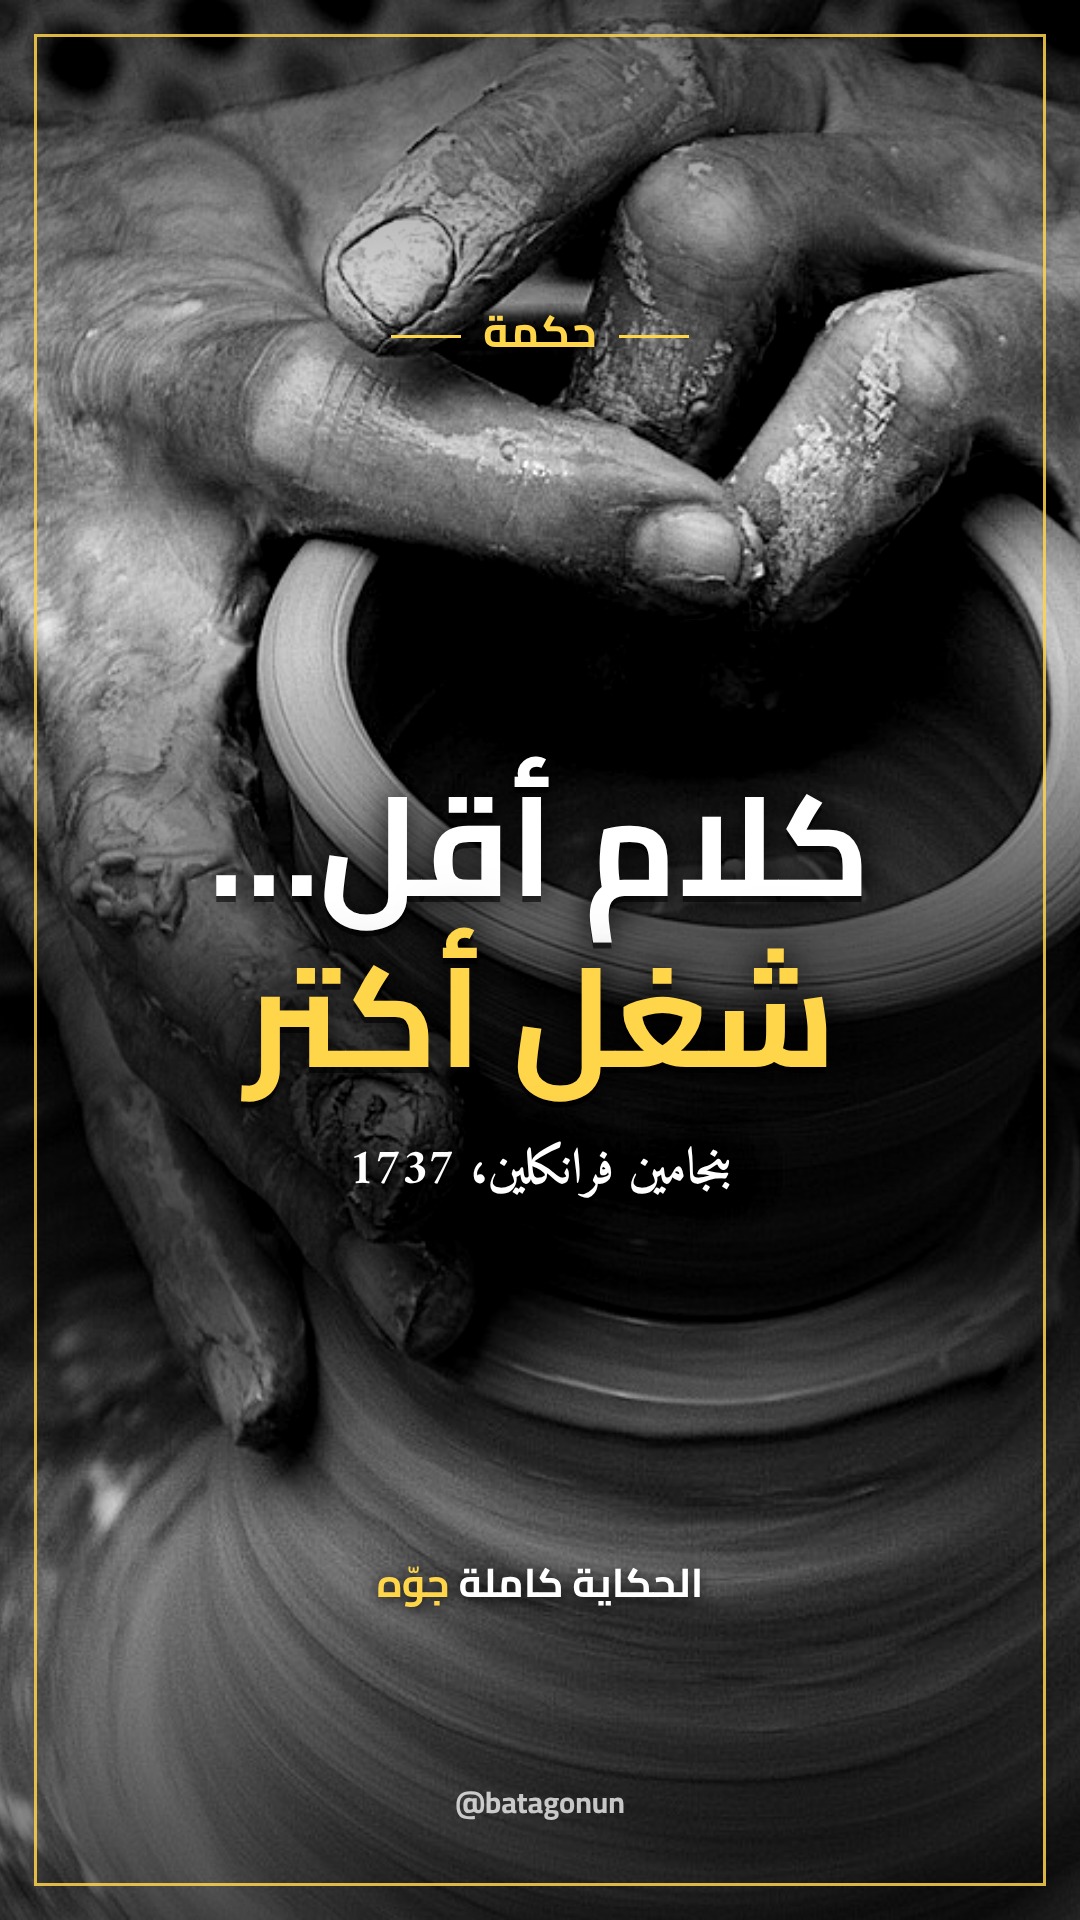 حكمة
كلام أقل...
شغل أكتر
بنجامين فرانكلين، 1737
الحكاية كاملة جوّه
@batagonun